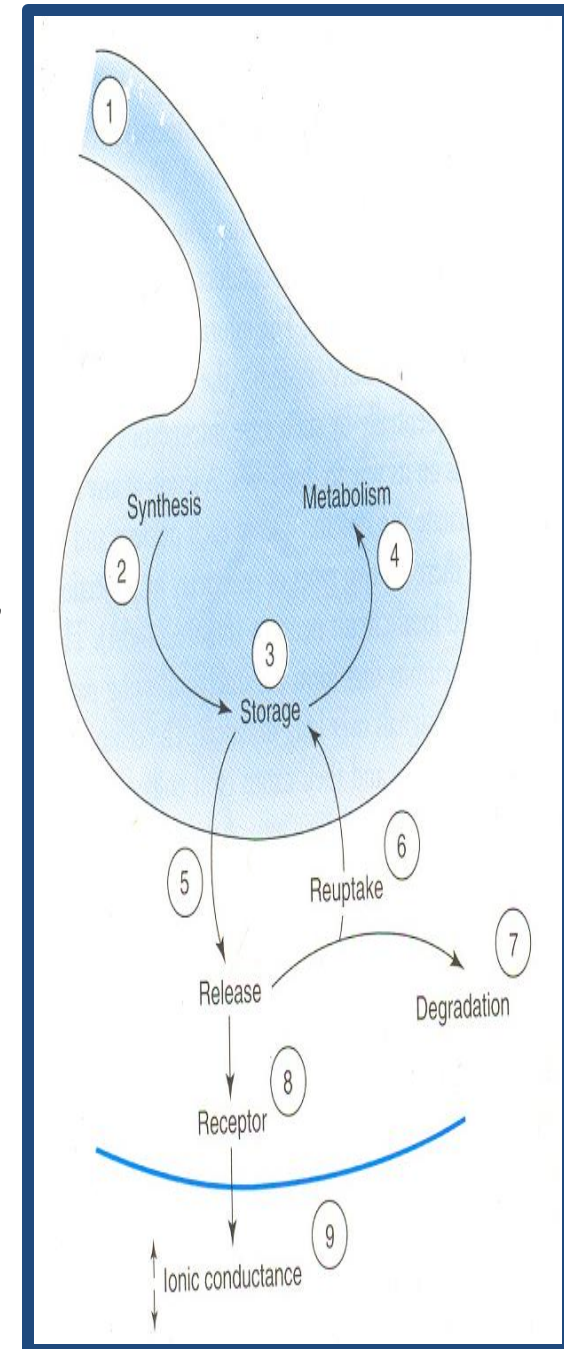 1
Synthesis
Metabolism
2
4
3
Storage
5
6
Reuptake
7
Release
Degradation
8
Receptor
9
Ionic conductance